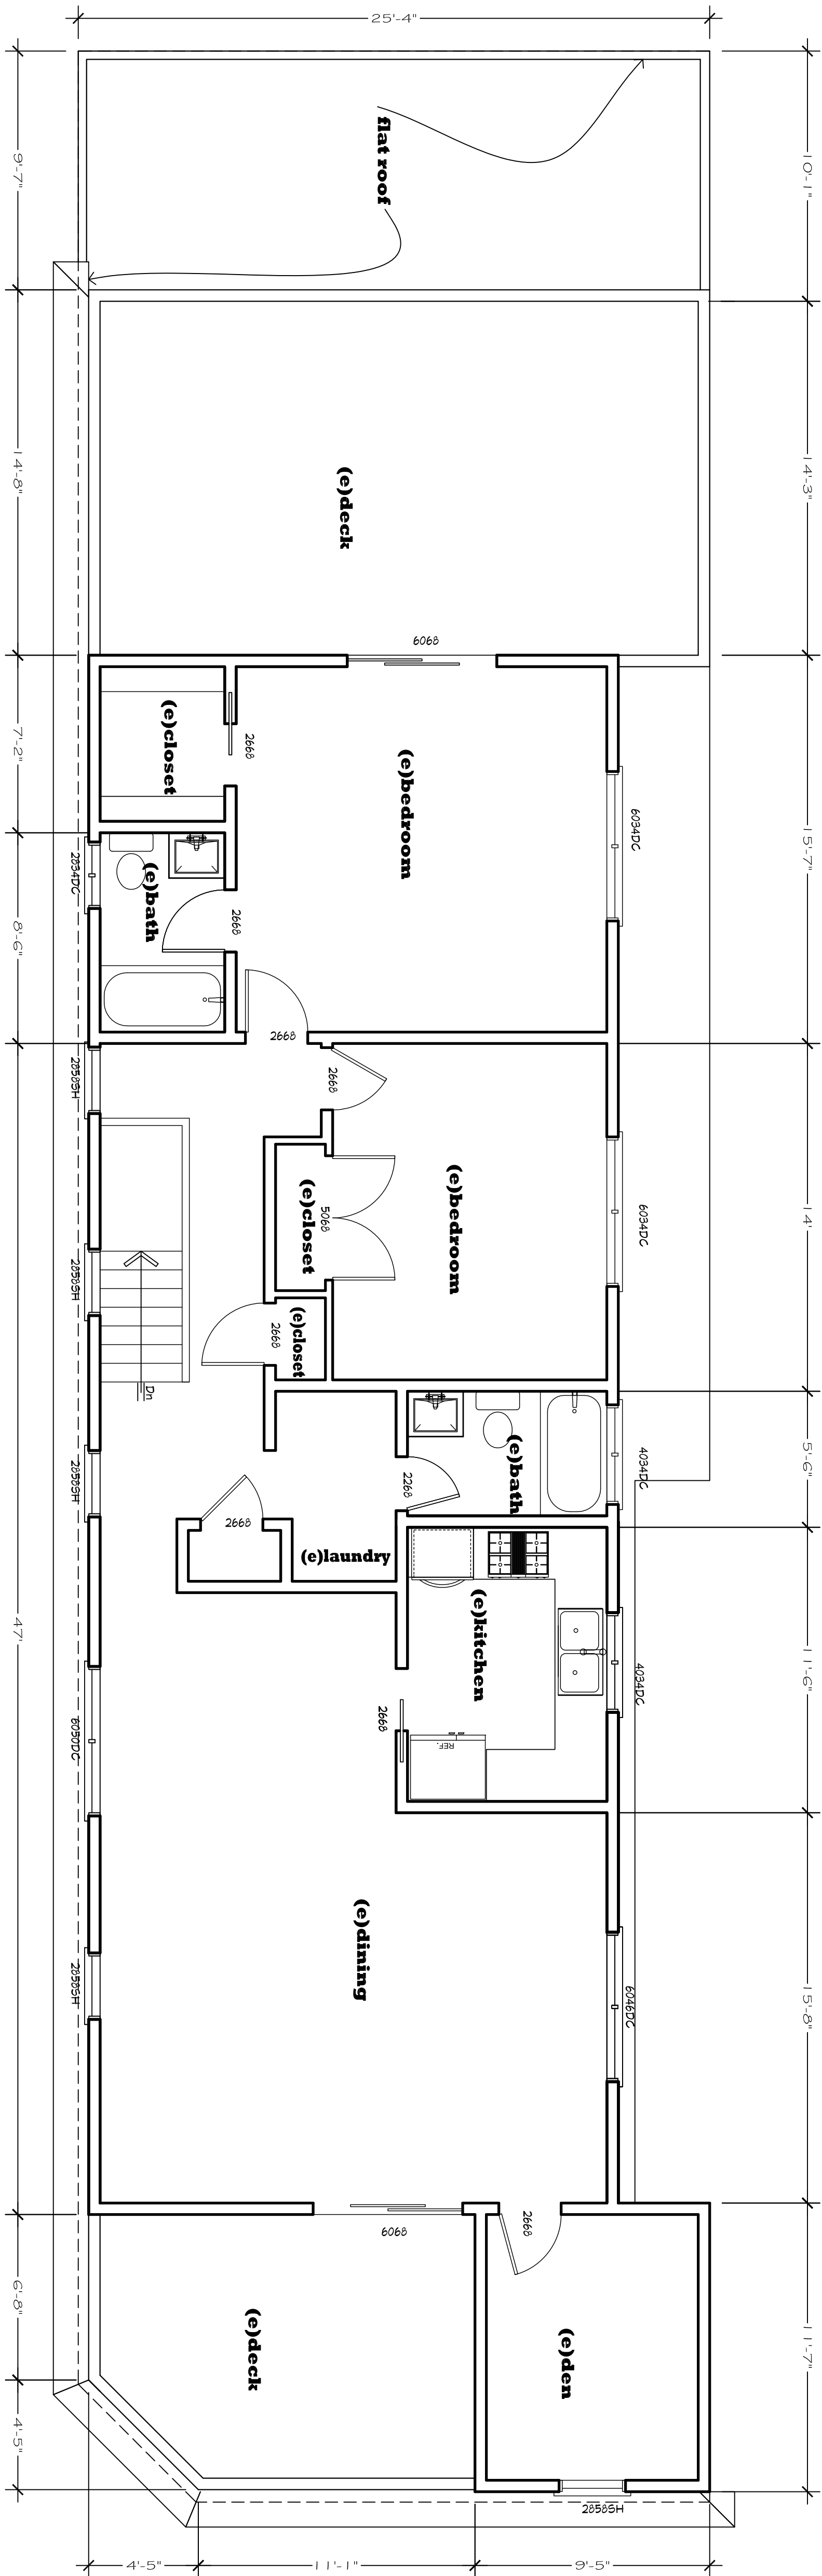 25'-4"
9'-7"
10'-1"
flat roof
14'-8"
14'-3"
(e)deck
6068
7'-2"
(e)closet
2668
(e)bedroom
6034DC
15'-7"
2834DC
(e)bath
2668
8'-6"
2668
2858SH
2668
(e)closet
5068
(e)bedroom
6034DC
14'
2858SH
2668
(e)closet
Dn
2858SH
2268
(e)bath
4034DC
5'-6"
2668
(e)laundry
(e)kitchen
47'
2668
REF.
4034DC
11'-6"
6050DC
(e)dining
2858SH
6046DC
15'-8"
6068
2668
6'-8"
(e)deck
(e)den
11'-7"
4'-5"
2858SH
4'-5"
11'-1"
9'-5"